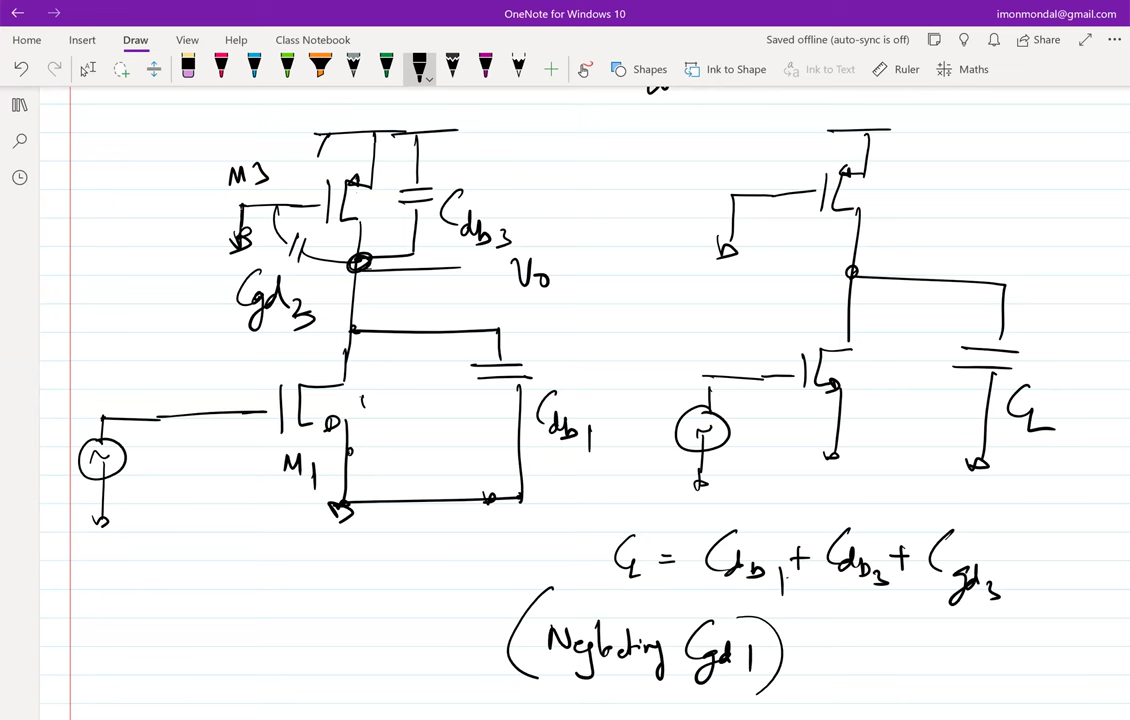 OneNote for Windows 10
imonmondal@gmail.com
Home Insert Draw View Help Class Notebook
Saved offline (auto-sync is off) Share
Shapes Ink to Shape Ink to Text Ruler Maths
M3
Cdb3
Vo
Cgd3
Cdb1
M1
CL
CL = Cdb1 + Cdb3 + Cgd3
(Neglecting Cgd1)